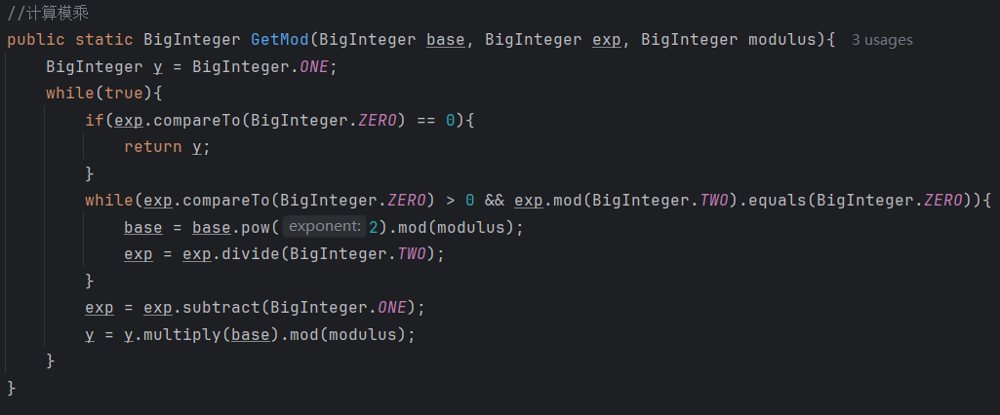 //计算模乘
public static BigInteger GetMod(BigInteger base, BigInteger exp, BigInteger modulus){ 3 usages
BigInteger y = BigInteger.ONE;
while(true){
if(exp.compareTo(BigInteger.ZERO) == 0){
return y;
}
while(exp.compareTo(BigInteger.ZERO) > 0 && exp.mod(BigInteger.TWO).equals(BigInteger.ZERO)){
base = base.pow( exponent: 2).mod(modulus);
exp = exp.divide(BigInteger.TWO);
}
exp = exp.subtract(BigInteger.ONE);
y = y.multiply(base).mod(modulus);
}
}